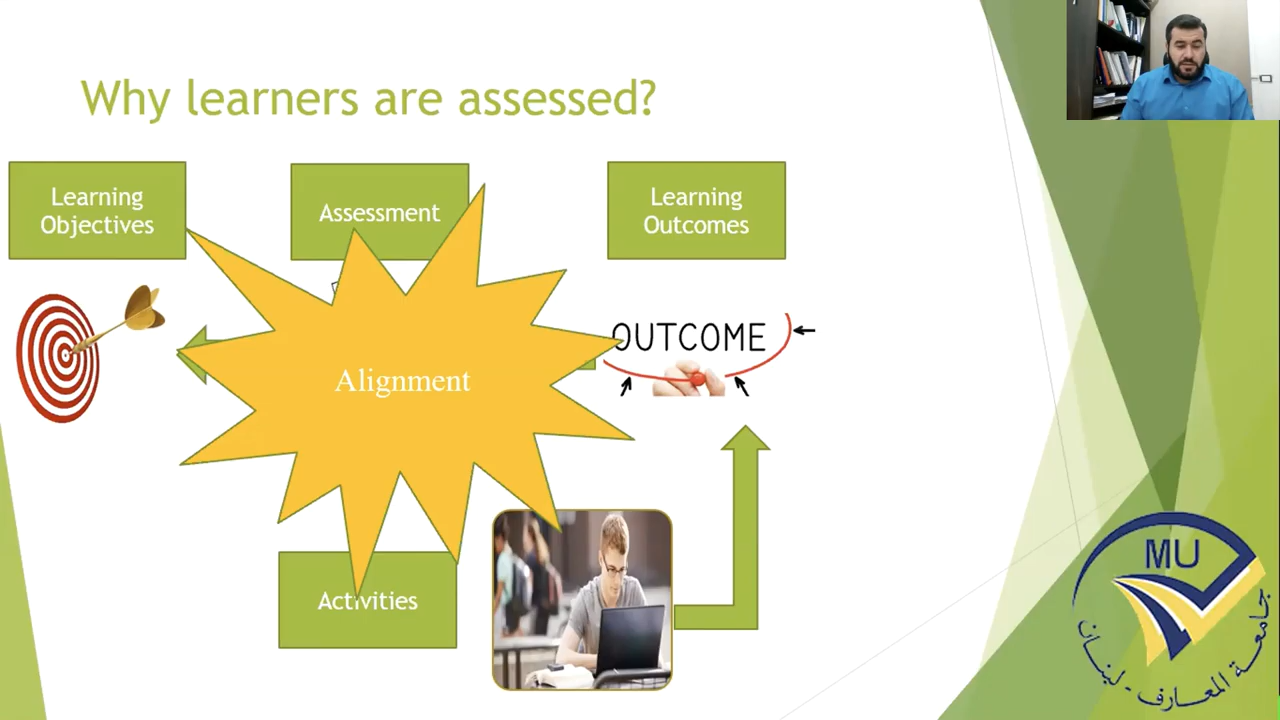 Why learners are assessed?
Learning
Objectives
Assessment
Learning
Outcomes
OUTCOME
Alignment
Activities
MU
جامعة المعارف - لبنان